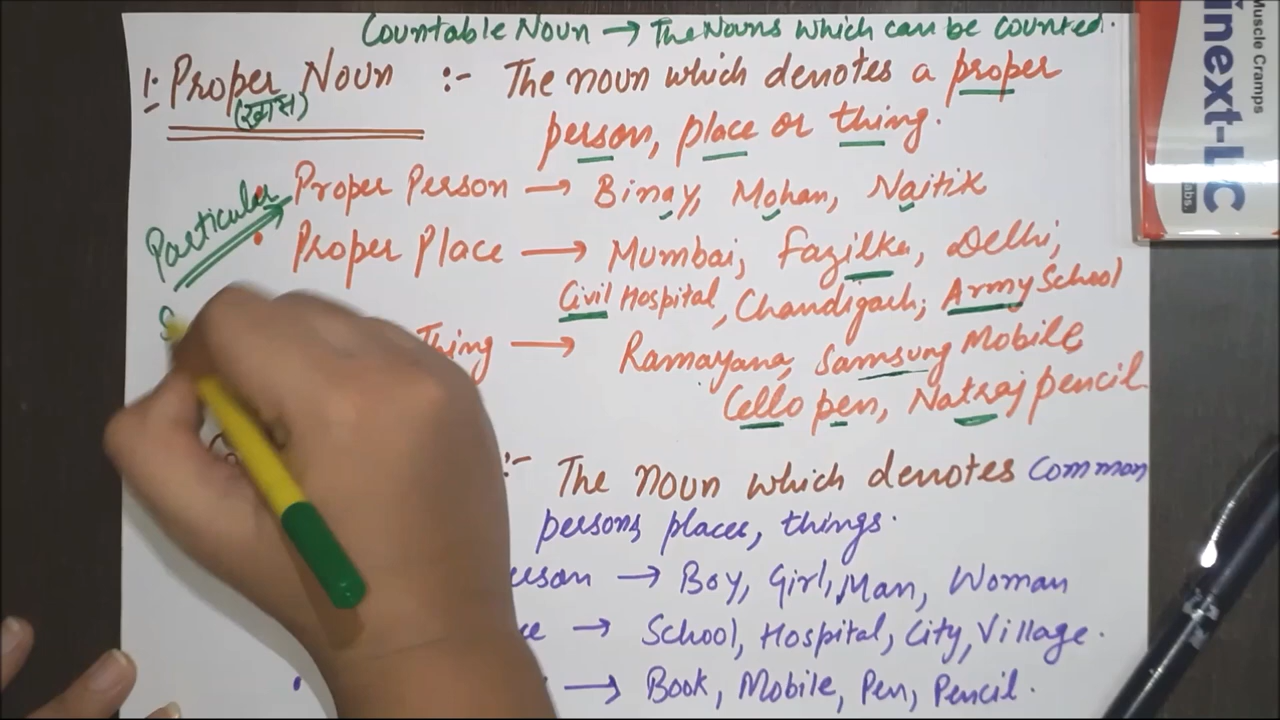 Countable Noun → The Nouns which can be counted.
1. Proper Noun :- The noun which denotes a proper
(खास)
person, place or thing.
Particular
• Proper Person → Binay, Mohan, Naitik
• Proper Place → Mumbai, Fazilka, Delhi,
Civil Hospital, Chandigarh, Army School
S
Thing → Ramayana, Samsung Mobile,
Cello pen, Natraj pencil
:- The noun which denotes common
persons, places, things.
→ Boy, Girl, Man, Woman
→ School, Hospital, City, Village.
• → Book, Mobile, Pen, Pencil.
Muscle Cramps
inext-LC